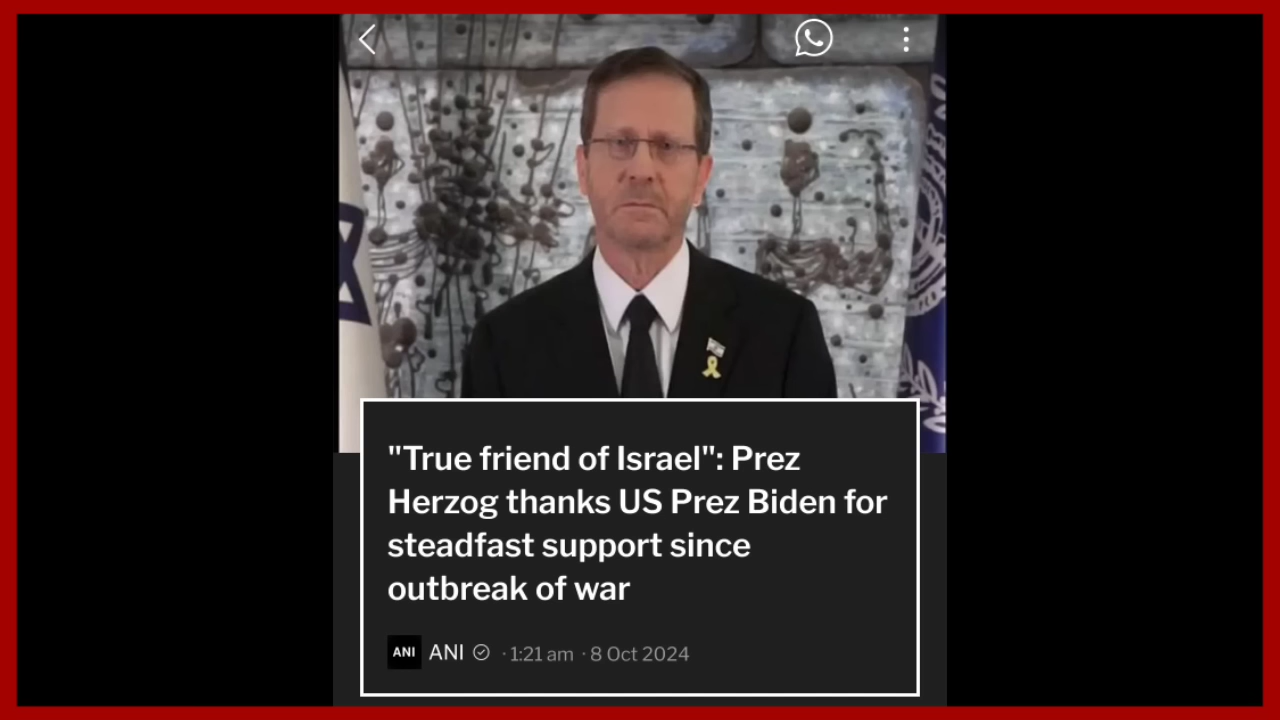 "True friend of Israel": Prez
Herzog thanks US Prez Biden for
steadfast support since
outbreak of war
ANI ANI · 1:21 am · 8 Oct 2024